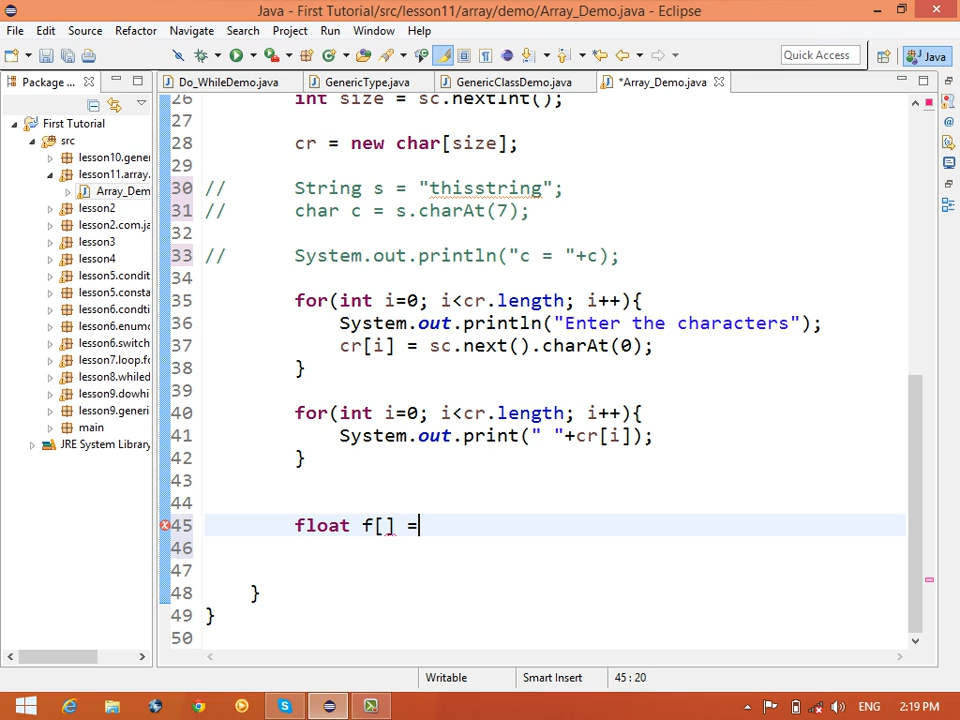 Java - First Tutorial/src/lesson11/array/demo/Array_Demo.java - Eclipse
File Edit Source Refactor Navigate Search Project Run Window Help
Quick Access Java
Package ... Do_WhileDemo.java GenericType.java GenericClassDemo.java *Array_Demo.java
First Tutorial
src
lesson10.gene
lesson11.array.
Array_Dem
lesson2
lesson2.com.ja
lesson3
lesson4
lesson5.condit
lesson5.consta
lesson6.condti
lesson6.enumc
lesson6.switch
lesson7.loop.fo
lesson8.whiled
lesson9.dowhi
lesson9.generi
main
JRE System Library
26 int size = sc.nextInt();
27
28 cr = new char[size];
29
30 // String s = "thisstring";
31 // char c = s.charAt(7);
32
33 // System.out.println("c = "+c);
34
35 for(int i=0; i<cr.length; i++){
36 System.out.println("Enter the characters");
37 cr[i] = sc.next().charAt(0);
38 }
39
40 for(int i=0; i<cr.length; i++){
41 System.out.print(" "+cr[i]);
42 }
43
44
45 float f[] =
46
47
48 }
49 }
50
Writable Smart Insert 45 : 20
ENG 2:19 PM